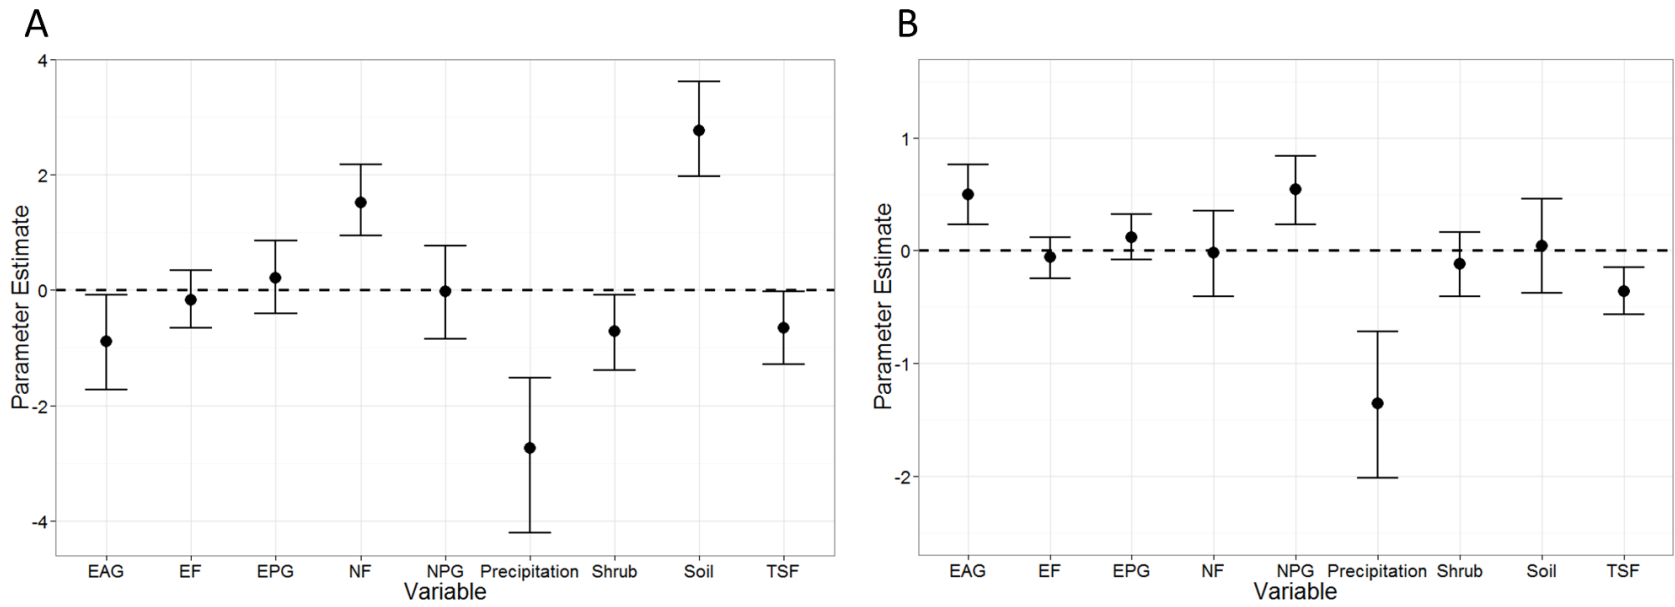 A
4
2
0
-2
-4
Parameter Estimate
EAG EF EPG NF NPG Precipitation Shrub Soil TSF
Variable
B
1
0
-1
-2
Parameter Estimate
EAG EF EPG NF NPG Precipitation Shrub Soil TSF
Variable